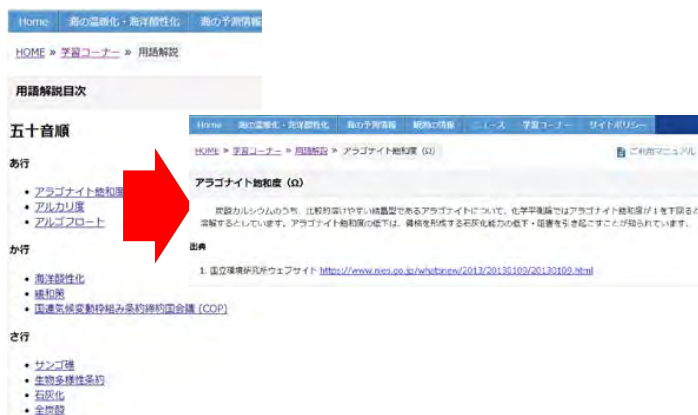 Home 海の温暖化・海洋酸性化 海の予測情報
HOME » 学習コーナー » 用語解説
用語解説目次
五十音順
あ行
• アラゴナイト飽和度
• アルカリ度
• アルゴフロート
か行
• 海洋酸性化
• 緩和策
• 国連気候変動枠組み条約締約国会議 (COP)
さ行
• サンゴ礁
• 生物多様性条約
• 石灰化
• 全炭酸
Home 海の温暖化・海洋酸性化 海の予測情報 観測の情報 ニュース 学習コーナー サイトポリシー
HOME » 学習コーナー » 用語解説 » アラゴナイト飽和度 (Ω)
ご利用マニュアル
アラゴナイト飽和度 (Ω)
炭酸カルシウムのうち、比較的溶けやすい結晶型であるアラゴナイトについて、化学平衡論ではアラゴナイト飽和度が1を下回ると
溶解するとしています。アラゴナイト飽和度の低下は、骨格を形成する石灰化能力の低下・阻害を引き起こすことが知られています。
出典
1. 国立環境研究所ウェブサイト https://www.nies.go.jp/whatsnew/2013/20130109/20130109.html